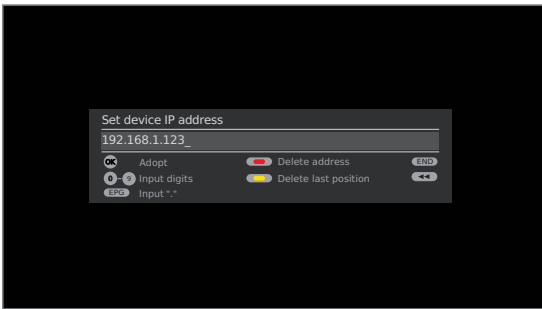 Set device IP address
192.168.1.123_
OK Adopt Delete address END
0-9 Input digits Delete last position ◄◄
EPG Input "."